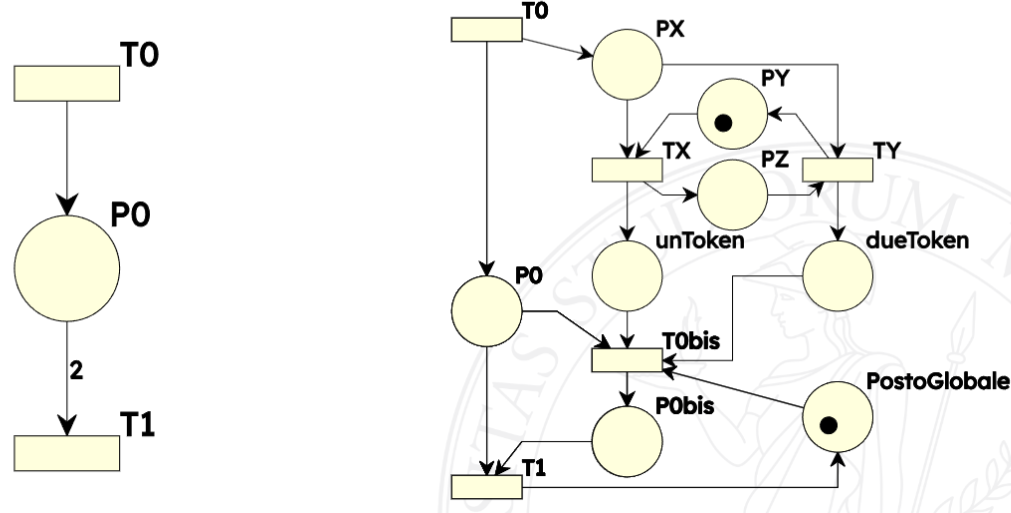 T0
P0
2
T1
T0
PX
PY
TX
TY
PZ
unToken
dueToken
P0
T0bis
PostoGlobale
P0bis
T1